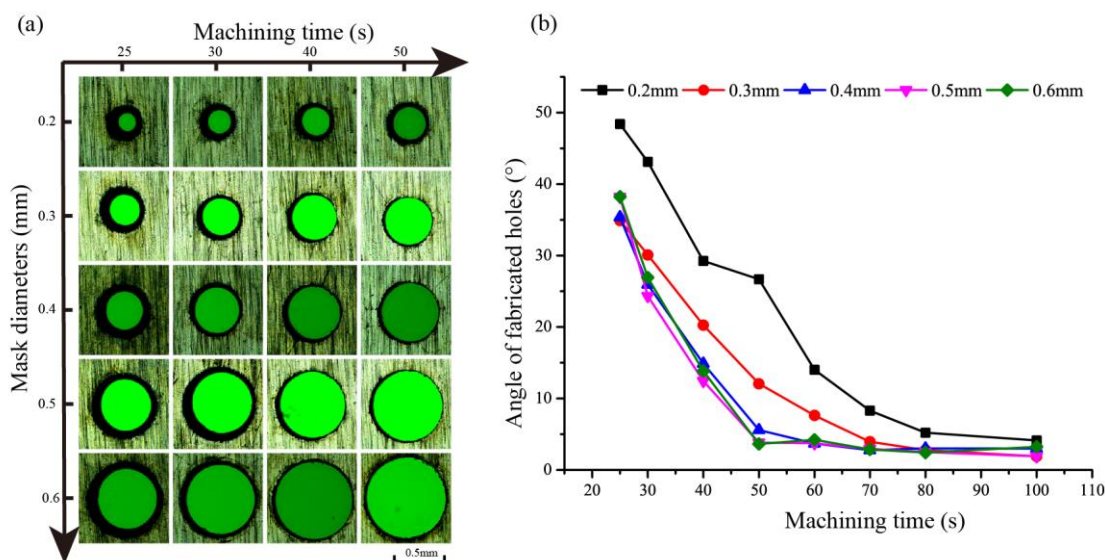 (a)
Machining time (s)
25 30 40 50
Mask diameters (mm)
0.2
0.3
0.4
0.5
0.6
0.5mm
(b)
0.2mm 0.3mm 0.4mm 0.5mm 0.6mm
Angle of fabricated holes (°)
50
40
30
20
10
0
20 30 40 50 60 70 80 90 100 110
Machining time (s)